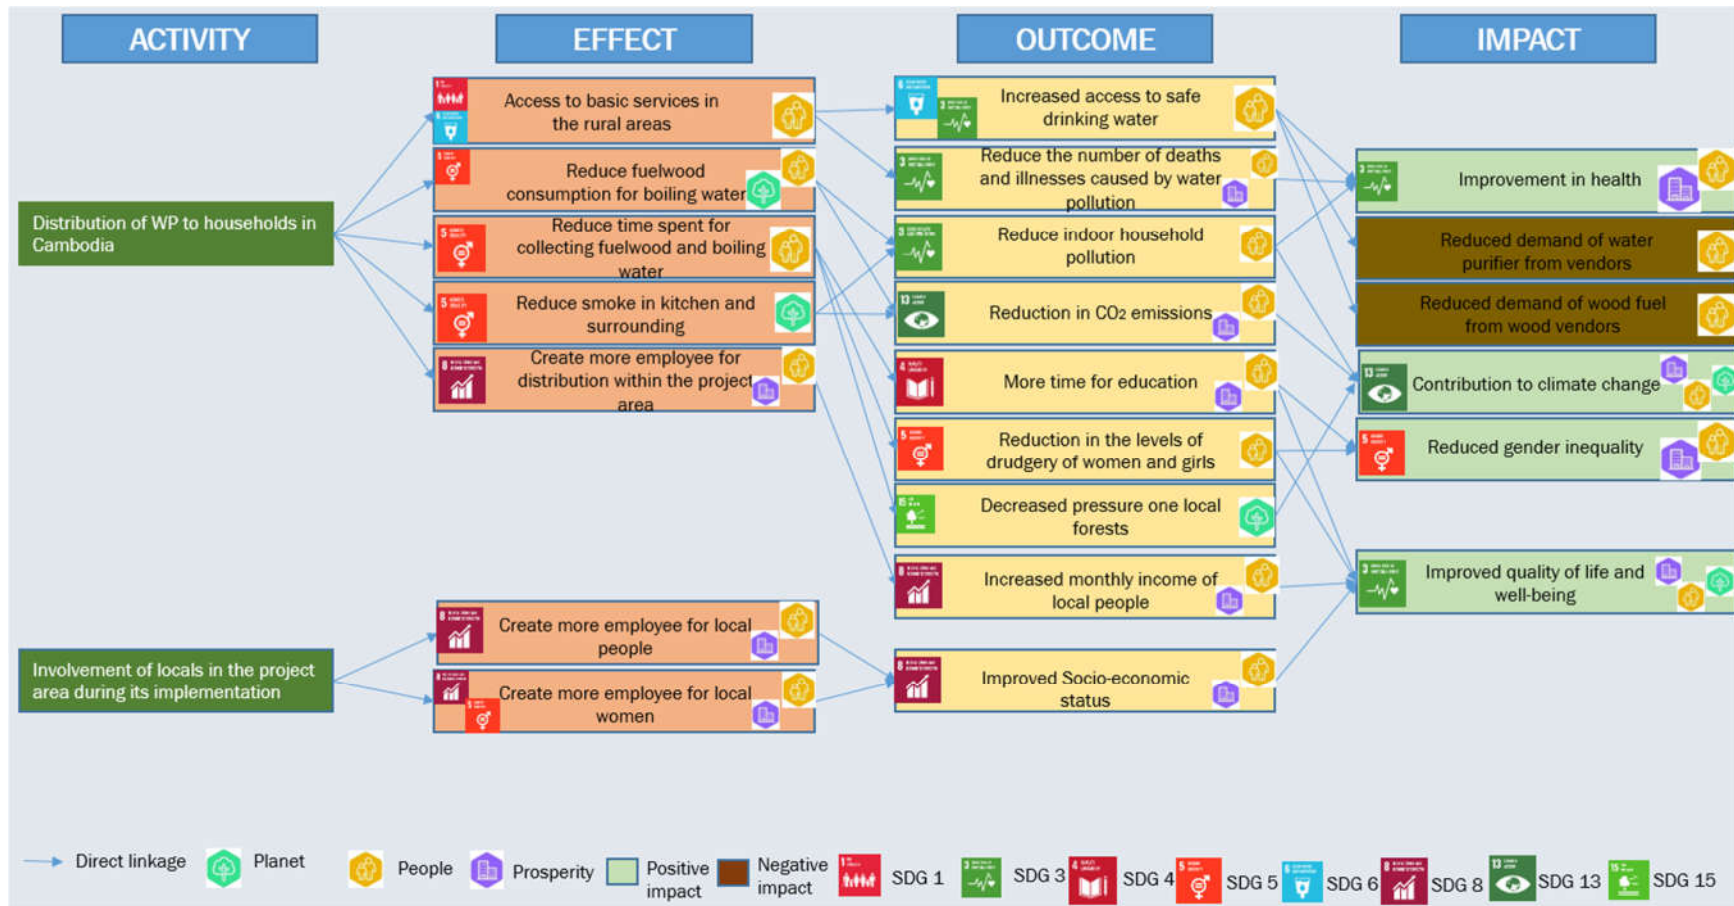 ACTIVITY
EFFECT
OUTCOME
IMPACT
Distribution of WP to households in
Cambodia
Involvement of locals in the project
area during its implementation
Access to basic services in
the rural areas
Reduce fuelwood
consumption for boiling water
Reduce time spent for
collecting fuelwood and boiling
water
Reduce smoke in kitchen and
surrounding
Create more employee for
distribution within the project
area
Create more employee for local
people
Create more employee for local
women
Increased access to safe
drinking water
Reduce the number of deaths
and illnesses caused by water
pollution
Reduce indoor household
pollution
Reduction in CO₂ emissions
More time for education
Reduction in the levels of
drudgery of women and girls
Decreased pressure one local
forests
Increased monthly income of
local people
Improved Socio-economic
status
Improvement in health
Reduced demand of water
purifier from vendors
Reduced demand of wood fuel
from wood vendors
Contribution to climate change
Reduced gender inequality
Improved quality of life and
well-being
Direct linkage
Planet
People
Prosperity
Positive
impact
Negative
impact
SDG 1
SDG 3
SDG 4
SDG 5
SDG 6
SDG 8
SDG 13
SDG 15